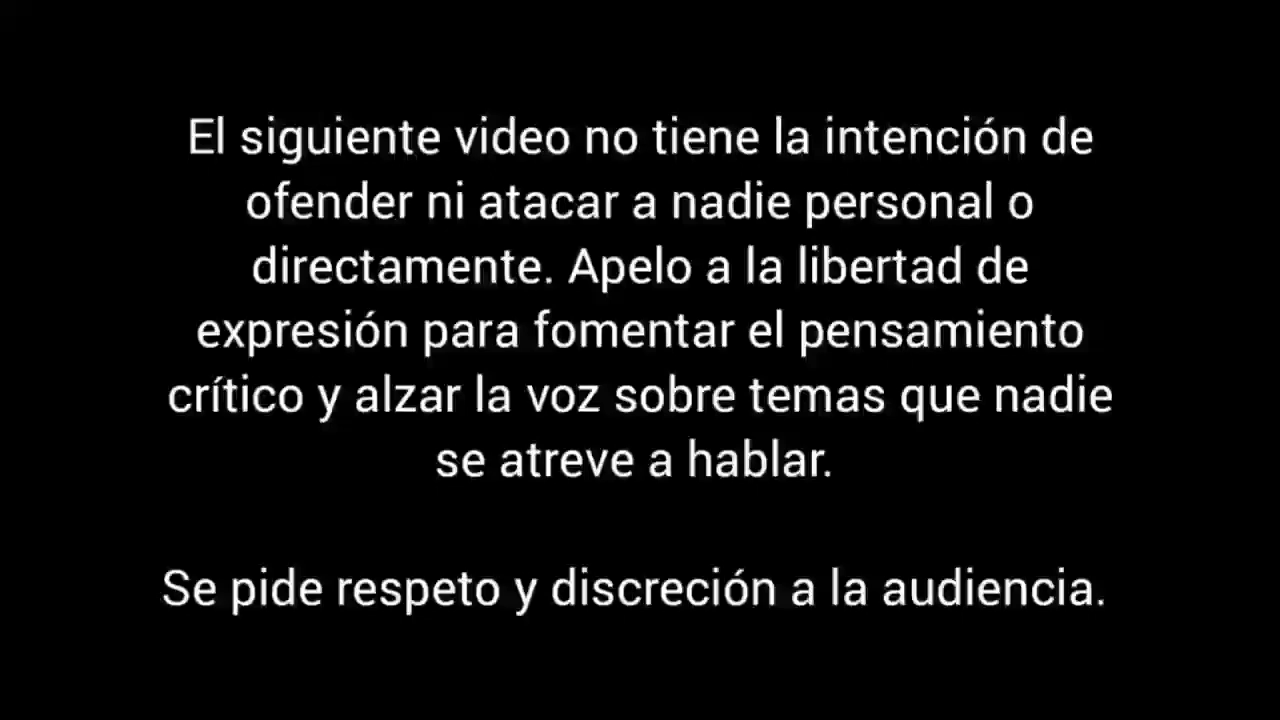 El siguiente video no tiene la intención de
ofender ni atacar a nadie personal o
directamente. Apelo a la libertad de
expresión para fomentar el pensamiento
crítico y alzar la voz sobre temas que nadie
se atreve a hablar.
Se pide respeto y discreción a la audiencia.